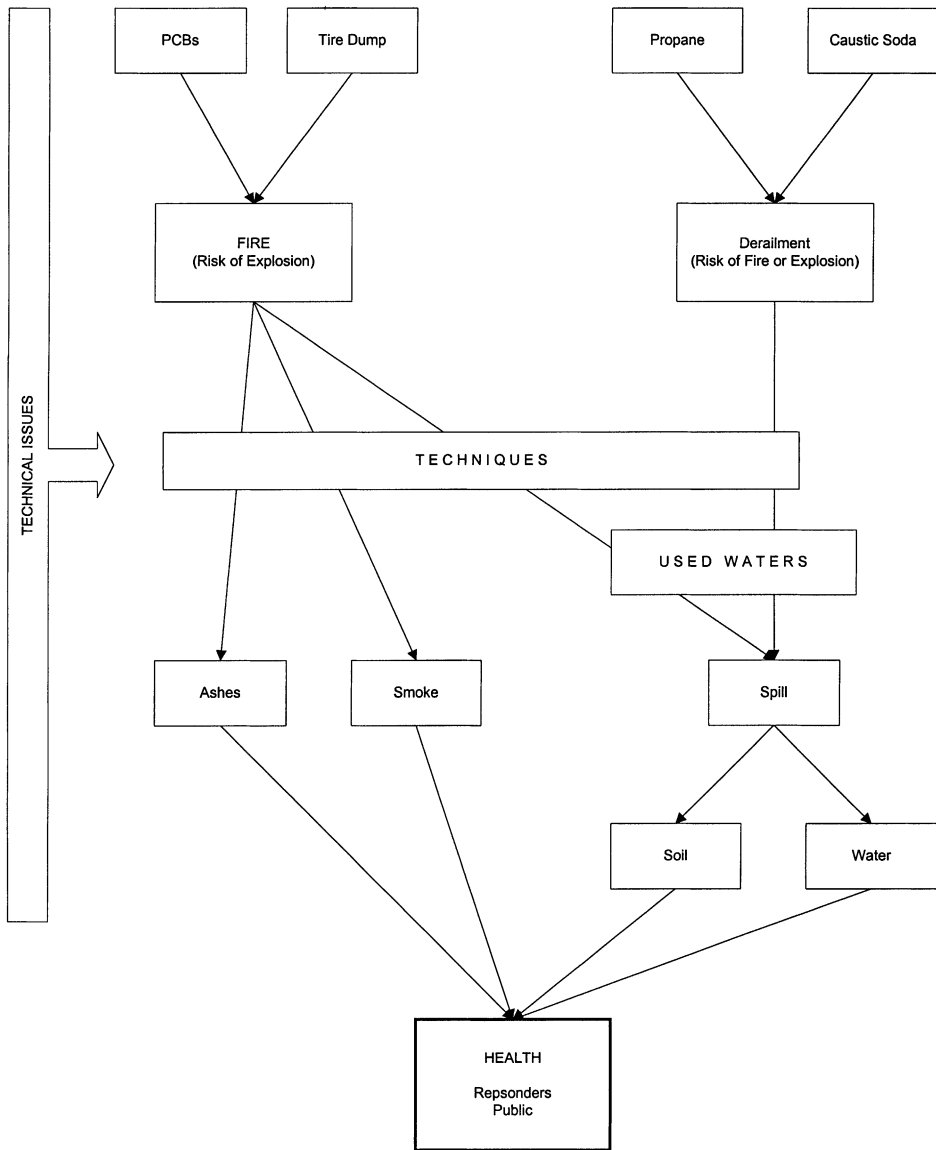 PCBs
Tire Dump
Propane
Caustic Soda
FIRE
(Risk of Explosion)
Derailment
(Risk of Fire or Explosion)
TECHNICAL ISSUES
TECHNIQUES
USED WATERS
Ashes
Smoke
Spill
Soil
Water
HEALTH
Repsonders
Public